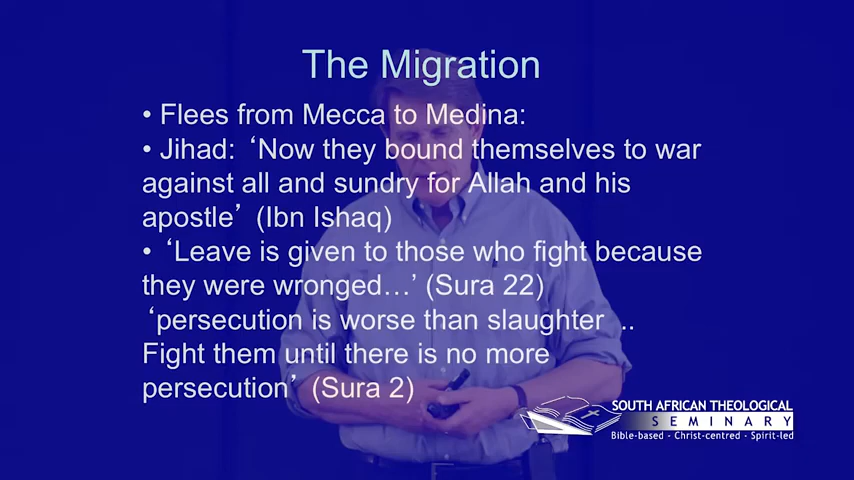 The Migration
• Flees from Mecca to Medina:
• Jihad: ‘Now they bound themselves to war
against all and sundry for Allah and his
apostle’ (Ibn Ishaq)
• ‘Leave is given to those who fight because
they were wronged…’ (Sura 22)
‘persecution is worse than slaughter ..
Fight them until there is no more
persecution’ (Sura 2)
SOUTH AFRICAN THEOLOGICAL
SEMINARY
Bible-based - Christ-centred - Spirit-led